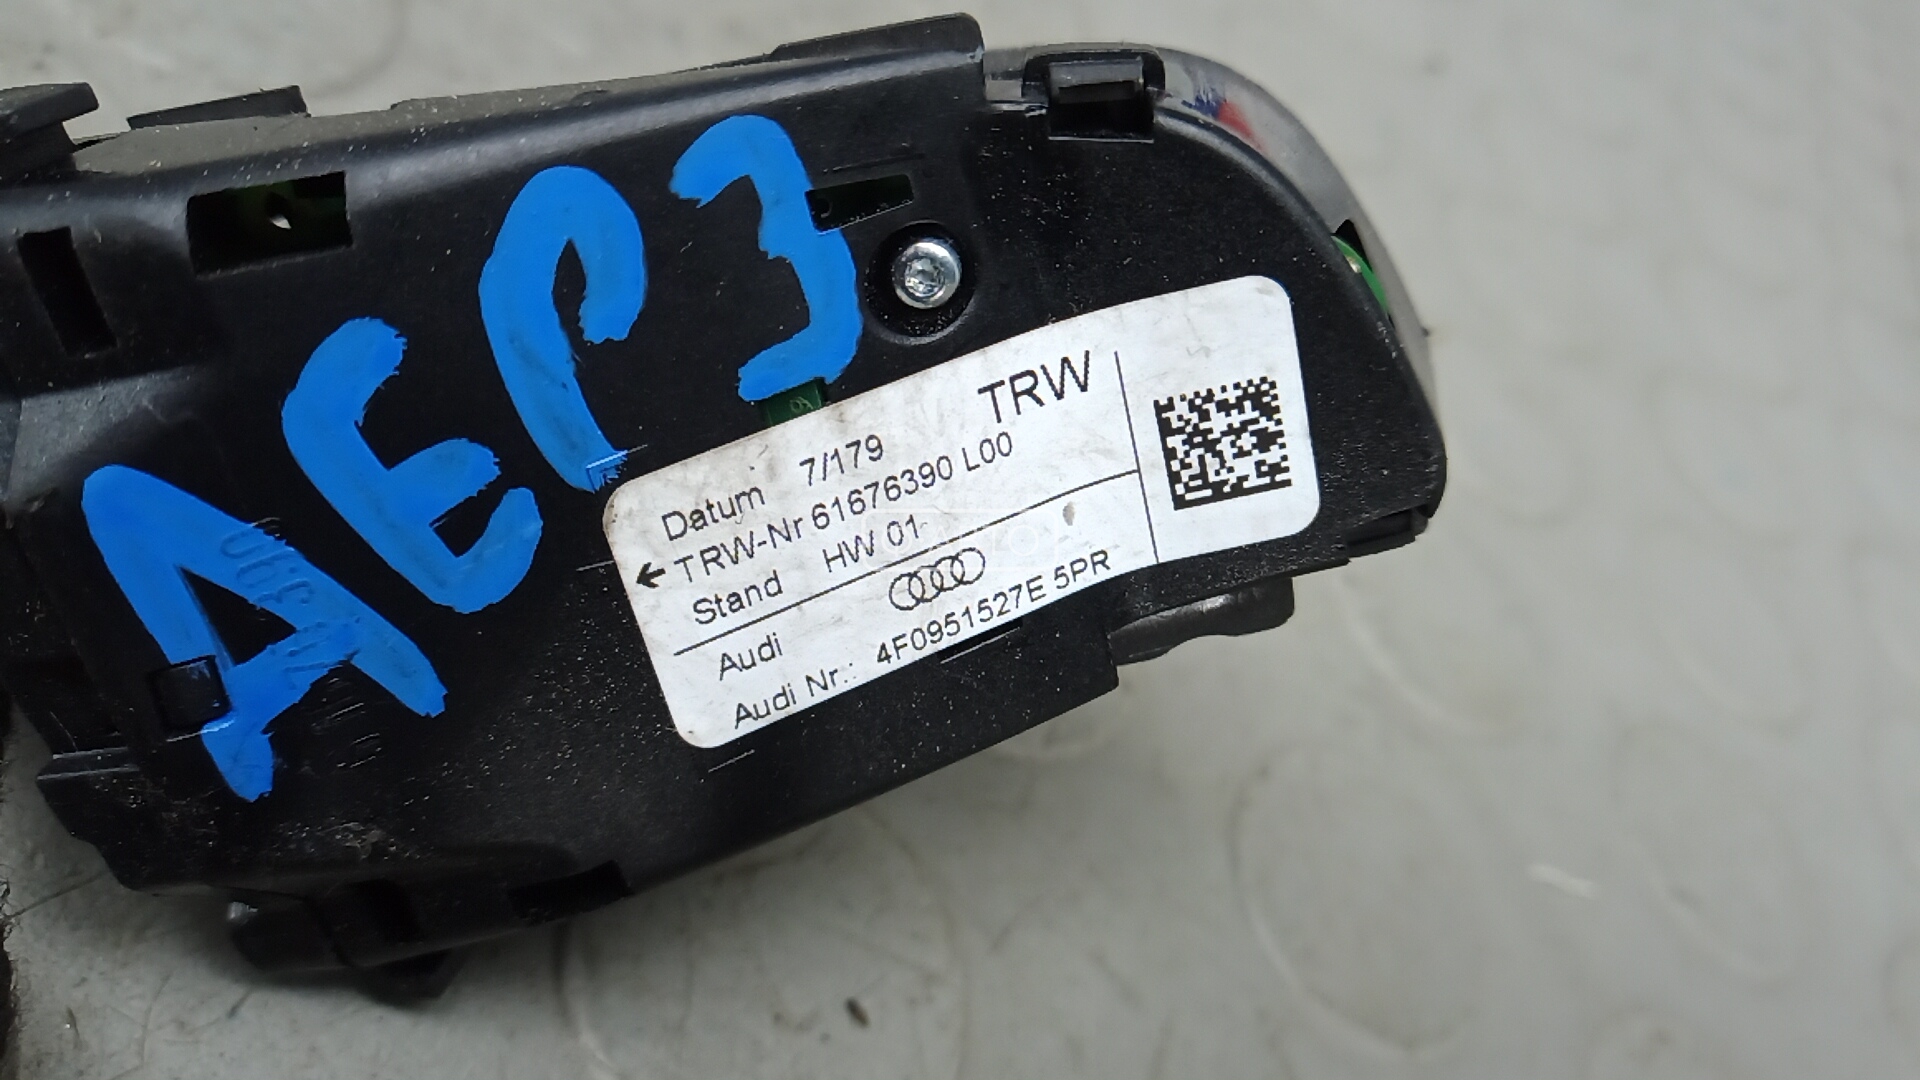 AEP3
TRW
Datum 7/179
←TRW-Nr 61676390 L00
Stand HW 01
Audi
Audi Nr.: 4F0951527E 5PR